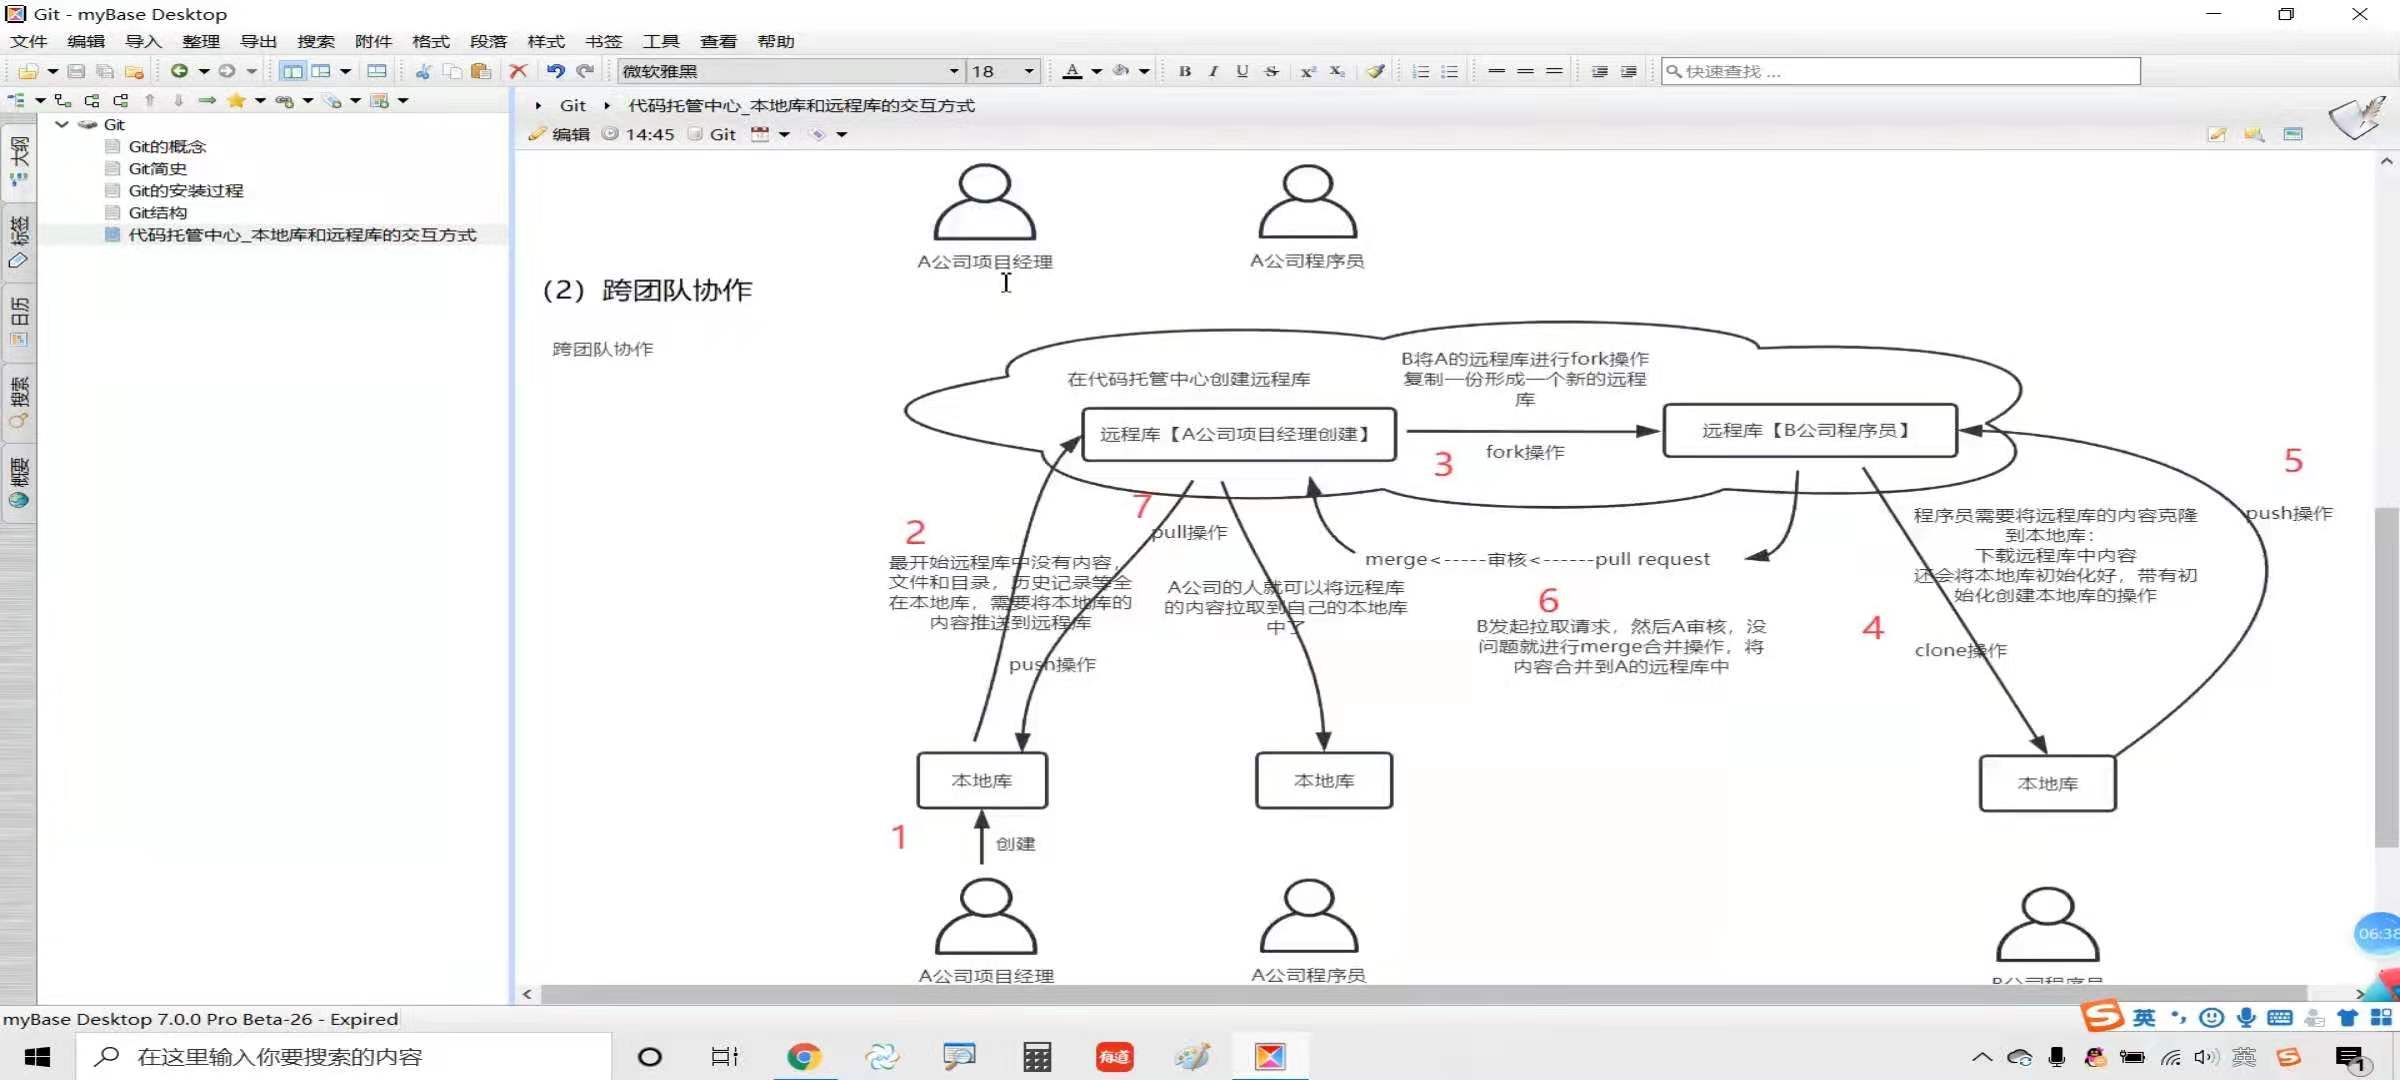 Git - myBase Desktop
文件 编辑 导入 整理 导出 搜索 附件 格式 段落 样式 书签 工具 查看 帮助
微软雅黑 18 快速查找 ...
Git 代码托管中心_本地库和远程库的交互方式
编辑 14:45 Git
大纲
标签
日历
搜索
概要
Git
Git的概念
Git简史
Git的安装过程
Git结构
代码托管中心_本地库和远程库的交互方式
A公司项目经理
A公司程序员
（2）跨团队协作
跨团队协作
在代码托管中心创建远程库
B将A的远程库进行fork操作
复制一份形成一个新的远程
库
远程库【A公司项目经理创建】
fork操作
3
远程库【B公司程序员】
5
push操作
7
pull操作
2
最开始远程库中没有内容，
文件和目录，历史记录等全
在本地库，需要将本地库的
内容推送到远程库
push操作
A公司的人就可以将远程库
的内容拉取到自己的本地库
中了
merge<-----审核<------pull request
6
B发起拉取请求，然后A审核，没
问题就进行merge合并操作，将
内容合并到A的远程库中
程序员需要将远程库的内容克隆
到本地库：
下载远程库中内容
还会将本地库初始化好，带有初
始化创建本地库的操作
4
clone操作
本地库
本地库
本地库
1
创建
A公司项目经理
A公司程序员
B公司程序员
06:38
myBase Desktop 7.0.0 Pro Beta-26 - Expired
英
在这里输入你要搜索的内容
有道
英
1